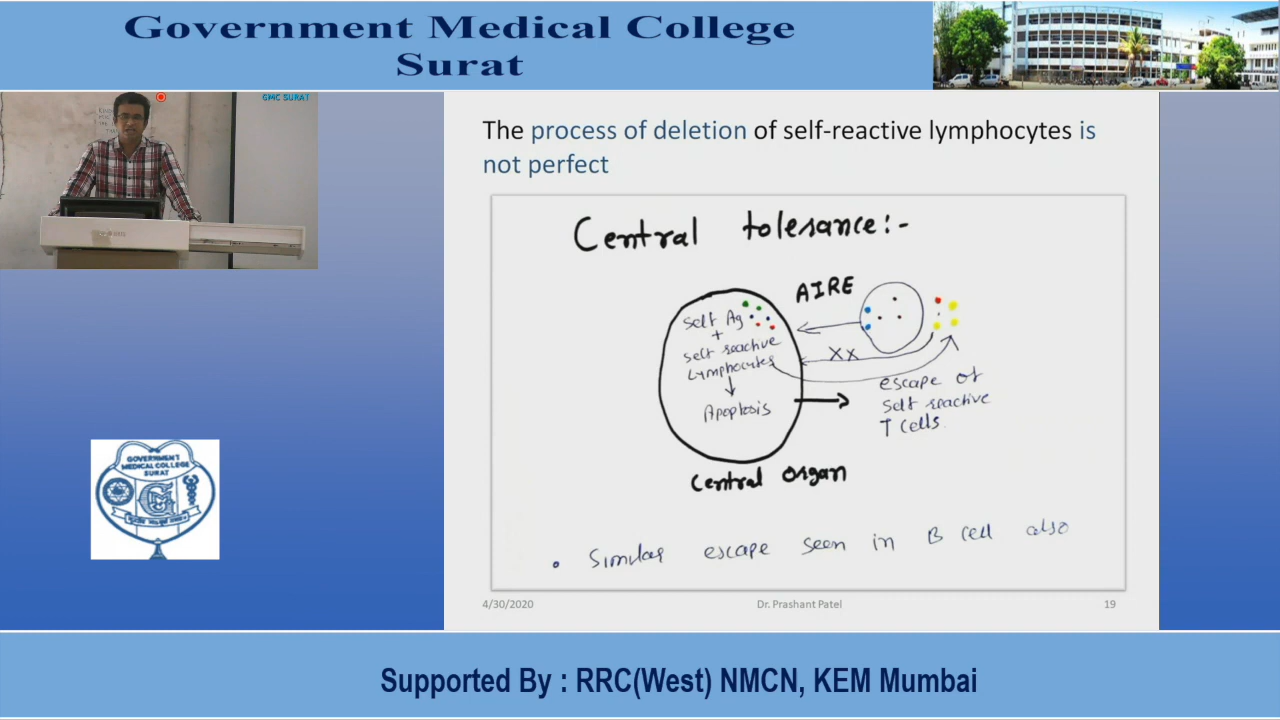 Government Medical College
Surat
GMC SURAT
The process of deletion of self-reactive lymphocytes is
not perfect
Central tolerance:-
AIRE
Self Ag
+
Self reactive
Lymphocytes
XX
Apoptosis
escape of
Self reactive
T Cells.
Central organ
• Similar escape seen in B cell also
4/30/2020
Dr. Prashant Patel
19
GOVERNMENT
MEDICAL COLLEGE
SURAT
Supported By : RRC(West) NMCN, KEM Mumbai